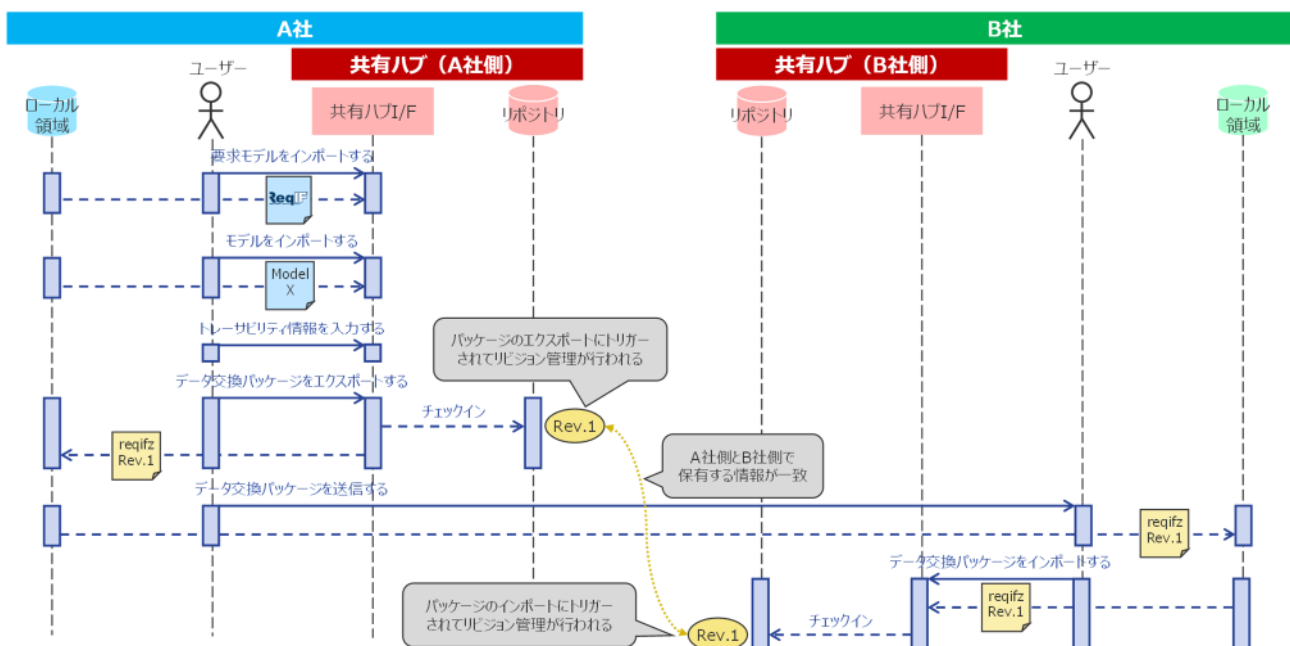 A社
B社
共有ハブ（A社側）
共有ハブ（B社側）
ユーザー
ユーザー
ローカル
領域
共有ハブI/F
リポジトリ
リポジトリ
共有ハブI/F
ローカル
領域
要求モデルをインポートする
ReqIF
モデルをインポートする
Model
X
トレーサビリティ情報を入力する
パッケージのエクスポートにトリガー
されてリビジョン管理が行われる
データ交換パッケージをエクスポートする
チェックイン
Rev.1
reqifz
Rev.1
A社側とB社側で
保有する情報が一致
データ交換パッケージを送信する
reqifz
Rev.1
データ交換パッケージをインポートする
reqifz
Rev.1
パッケージのインポートにトリガー
されてリビジョン管理が行われる
Rev.1
チェックイン